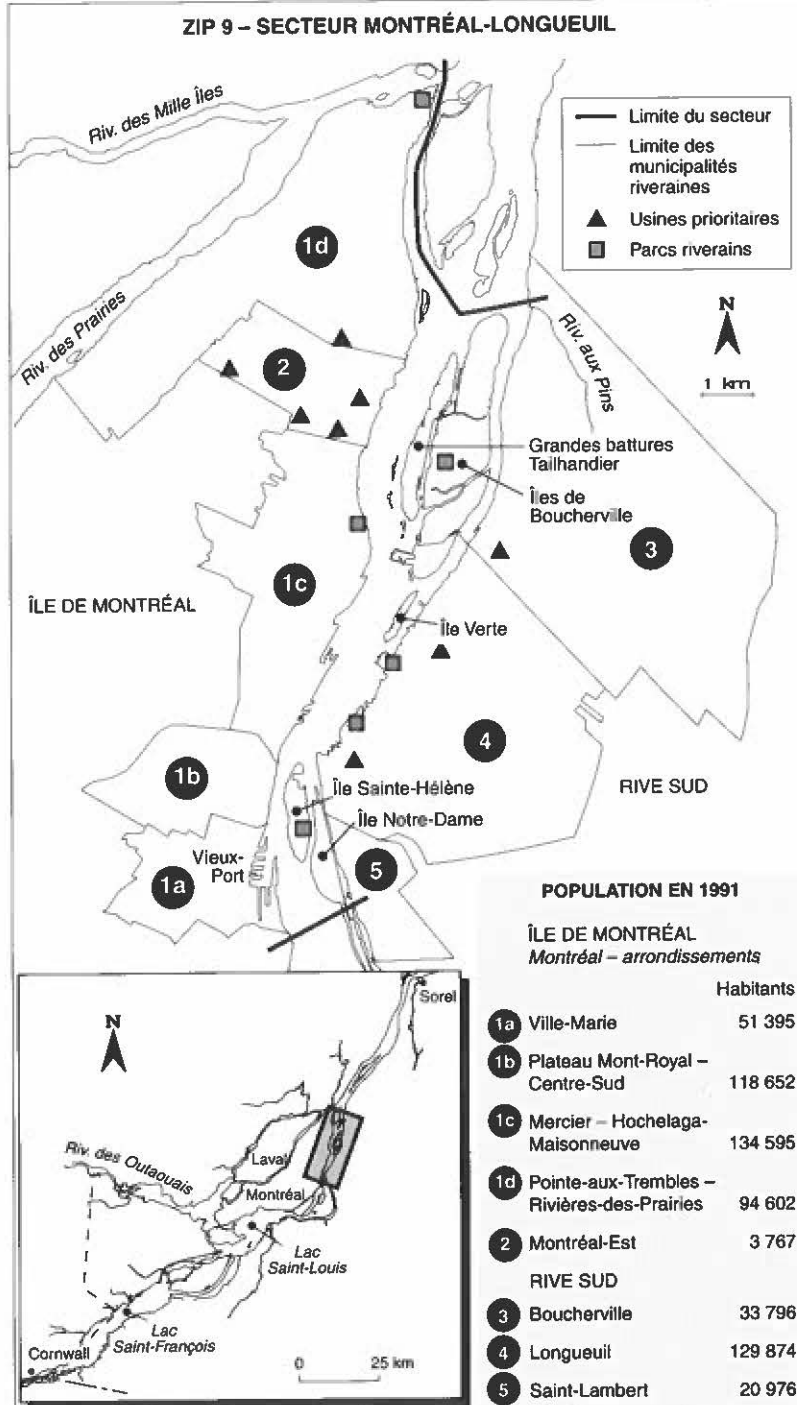 ZIP 9 – SECTEUR MONTRÉAL-LONGUEUIL
Riv. des Mille Îles
Limite du secteur
Limite des
municipalités
riveraines
Usines prioritaires
Parcs riverains
1d
N
1 km
Riv. des Prairies
Riv. aux Pins
2
Grandes battures
Tailhandier
Îles de
Boucherville
3
1c
ÎLE DE MONTRÉAL
Île Verte
4
1b
RIVE SUD
Île Sainte-Hélène
Île Notre-Dame
Vieux-
Port
1a
5
POPULATION EN 1991
ÎLE DE MONTRÉAL
Montréal – arrondissements
Habitants
1a Ville-Marie 51 395
1b Plateau Mont-Royal –
Centre-Sud 118 652
1c Mercier – Hochelaga-
Maisonneuve 134 595
1d Pointe-aux-Trembles –
Rivières-des-Prairies 94 602
2 Montréal-Est 3 767
RIVE SUD
3 Boucherville 33 796
4 Longueuil 129 874
5 Saint-Lambert 20 976
Sorel
N
Riv. des Outaouais
Laval
Montréal
Lac
Saint-Louis
Lac
Saint-François
Cornwall
0 25 km